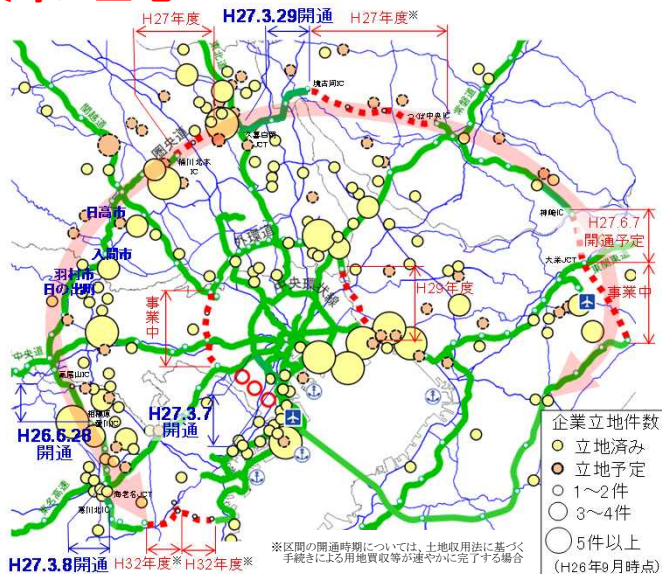 H27年度
H27.3.29開通
H27年度※
東北道
境古河IC
常磐道
つくば中央IC
関越道
久喜白岡
JCT
圏央道
桶川北本
IC
神崎IC
日高市
外環道
H27.6.7
開通予定
入間市
大栄JCT
東関東道
羽村市
日の出町
中央環状線
H29年度
事業中
事業中
中央道
高尾山IC
相模原
愛川IC
H26.6.28
開通
H27.3.7
開通
東名高速
海老名JCT
寒川北IC
H27.3.8開通
H32年度※
H32年度※
企業立地件数
立地済み
立地予定
1～2件
3～4件
5件以上
(H26年9月時点)
※区間の開通時期については、土地収用法に基づく
手続きによる用地買収等が速やかに完了する場合